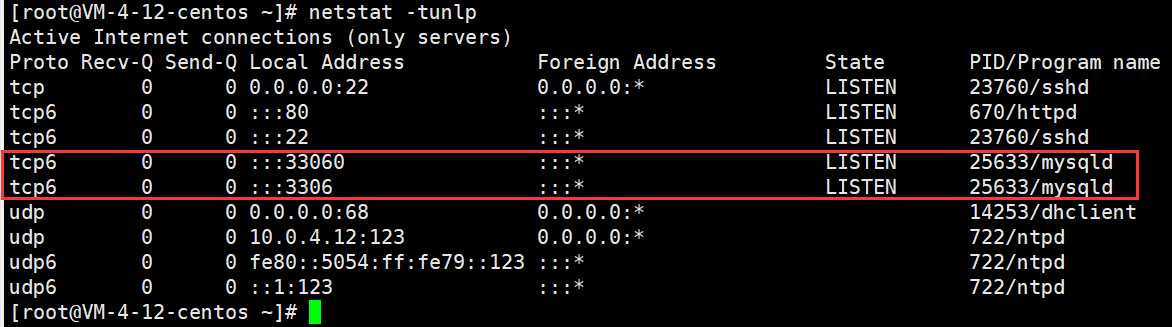 [root@VM-4-12-centos ~]# netstat -tunlp
Active Internet connections (only servers)
Proto Recv-Q Send-Q Local Address           Foreign Address         State       PID/Program name
tcp        0      0 0.0.0.0:22              0.0.0.0:*               LISTEN      23760/sshd
tcp6       0      0 :::80                   :::*                    LISTEN      670/httpd
tcp6       0      0 :::22                   :::*                    LISTEN      23760/sshd
tcp6       0      0 :::33060                :::*                    LISTEN      25633/mysqld
tcp6       0      0 :::3306                 :::*                    LISTEN      25633/mysqld
udp        0      0 0.0.0.0:68              0.0.0.0:*                           14253/dhclient
udp        0      0 10.0.4.12:123           0.0.0.0:*                           722/ntpd
udp6       0      0 fe80::5054:ff:fe79::123 :::*                                722/ntpd
udp6       0      0 ::1:123                 :::*                                722/ntpd
[root@VM-4-12-centos ~]#